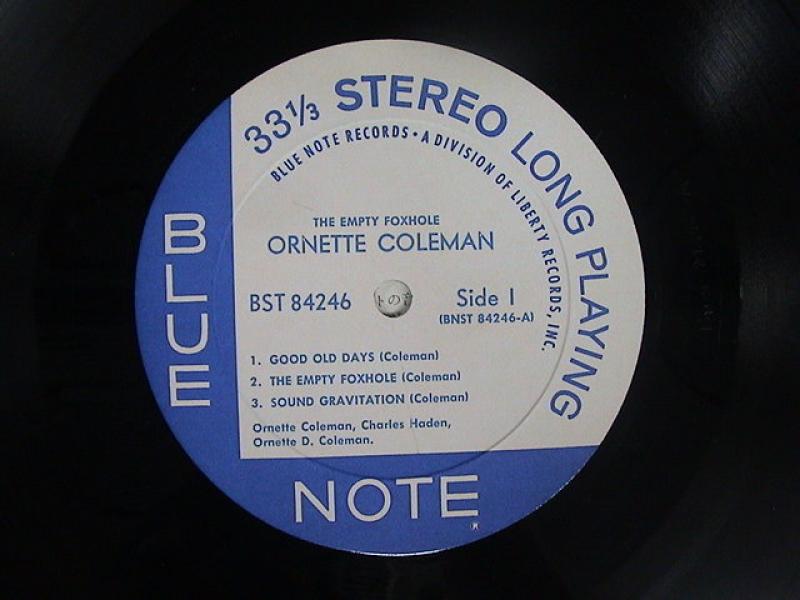 33⅓ STEREO LONG PLAYING
BLUE NOTE RECORDS • A DIVISION OF LIBERTY RECORDS, INC.
THE EMPTY FOXHOLE
ORNETTE COLEMAN
BST 84246
Side 1
(BNST 84246-A)
1. GOOD OLD DAYS (Coleman)
2. THE EMPTY FOXHOLE (Coleman)
3. SOUND GRAVITATION (Coleman)
Ornette Coleman, Charles Haden,
Ornette D. Coleman.
BLUE
NOTE
®